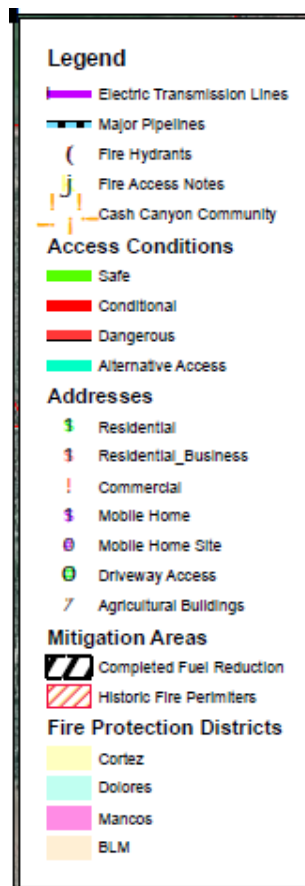 Legend
Electric Transmission Lines
Major Pipelines
( Fire Hydrants
j Fire Access Notes
! ! ! Cash Canyon Community
Access Conditions
Safe
Conditional
Dangerous
Alternative Access
Addresses
$ Residential
$ Residential_Business
! Commercial
$ Mobile Home
Mobile Home Site
Driveway Access
7 Agricultural Buildings
Mitigation Areas
Completed Fuel Reduction
Historic Fire Perimiters
Fire Protection Districts
Cortez
Dolores
Mancos
BLM